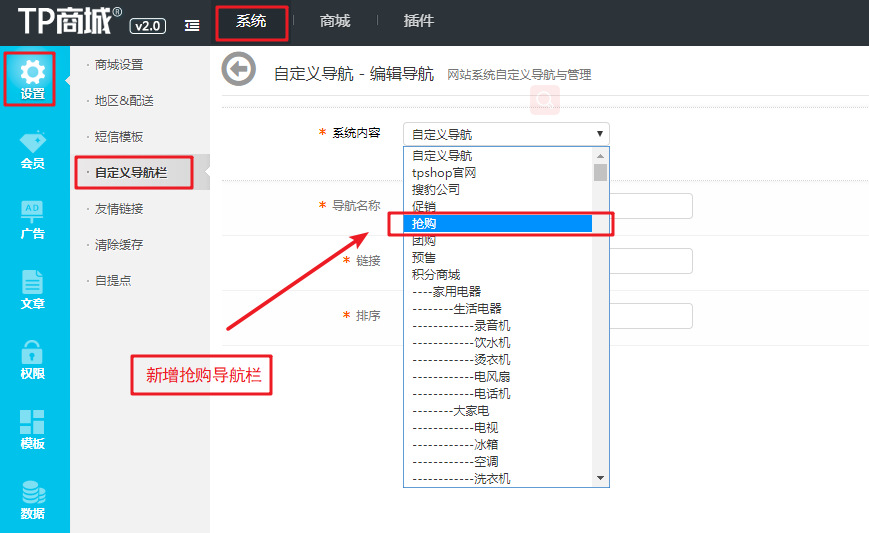 TP商城® v2.0
系统
商城
插件
设置
会员
AD
广告
文章
权限
模板
数据
· 商城设置
· 地区&配送
· 短信模板
· 自定义导航栏
· 友情链接
· 清除缓存
· 自提点
自定义导航 - 编辑导航 网站系统自定义导航与管理
* 系统内容 自定义导航
自定义导航
tpshop官网
搜豹公司
促销
抢购
团购
预售
积分商城
----家用电器
--------生活电器
------------录音机
------------饮水机
------------烫衣机
------------电风扇
------------电话机
--------大家电
------------电视
------------冰箱
------------空调
------------洗衣机
* 导航名称
* 链接
* 排序
新增抢购导航栏